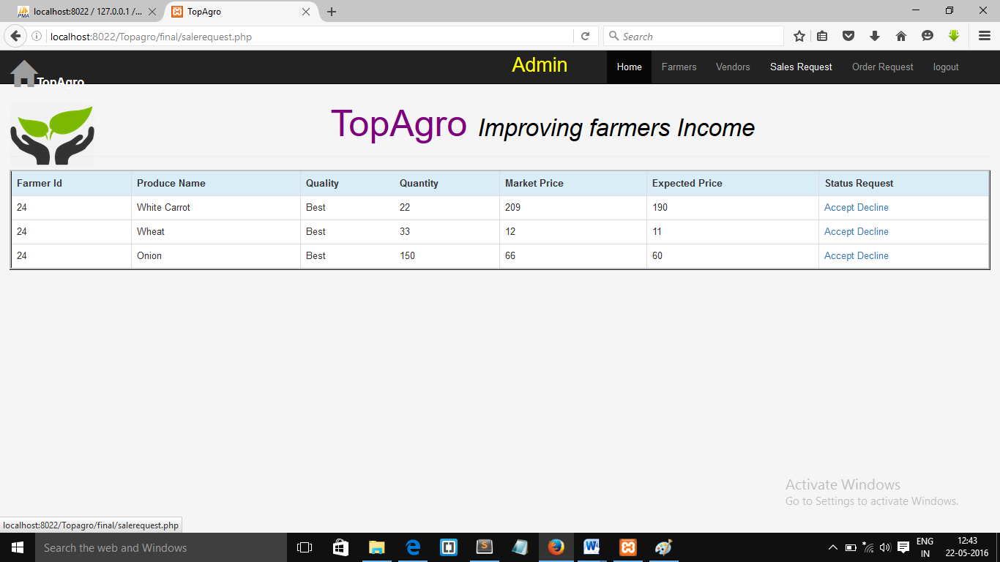 localhost:8022 / 127.0.0.1 /...
TopAgro
localhost:8022/Topagro/final/salerequest.php
Search
TopAgro
Admin
Home Farmers Vendors Sales Request Order Request logout
TopAgro Improving farmers Income
Farmer Id Produce Name Quality Quantity Market Price Expected Price Status Request
24 White Carrot Best 22 209 190 Accept Decline
24 Wheat Best 33 12 11 Accept Decline
24 Onion Best 150 66 60 Accept Decline
Activate Windows
Go to Settings to activate Windows.
localhost:8022/Topagro/final/salerequest.php
Search the web and Windows
ENG
IN
12:43
22-05-2016